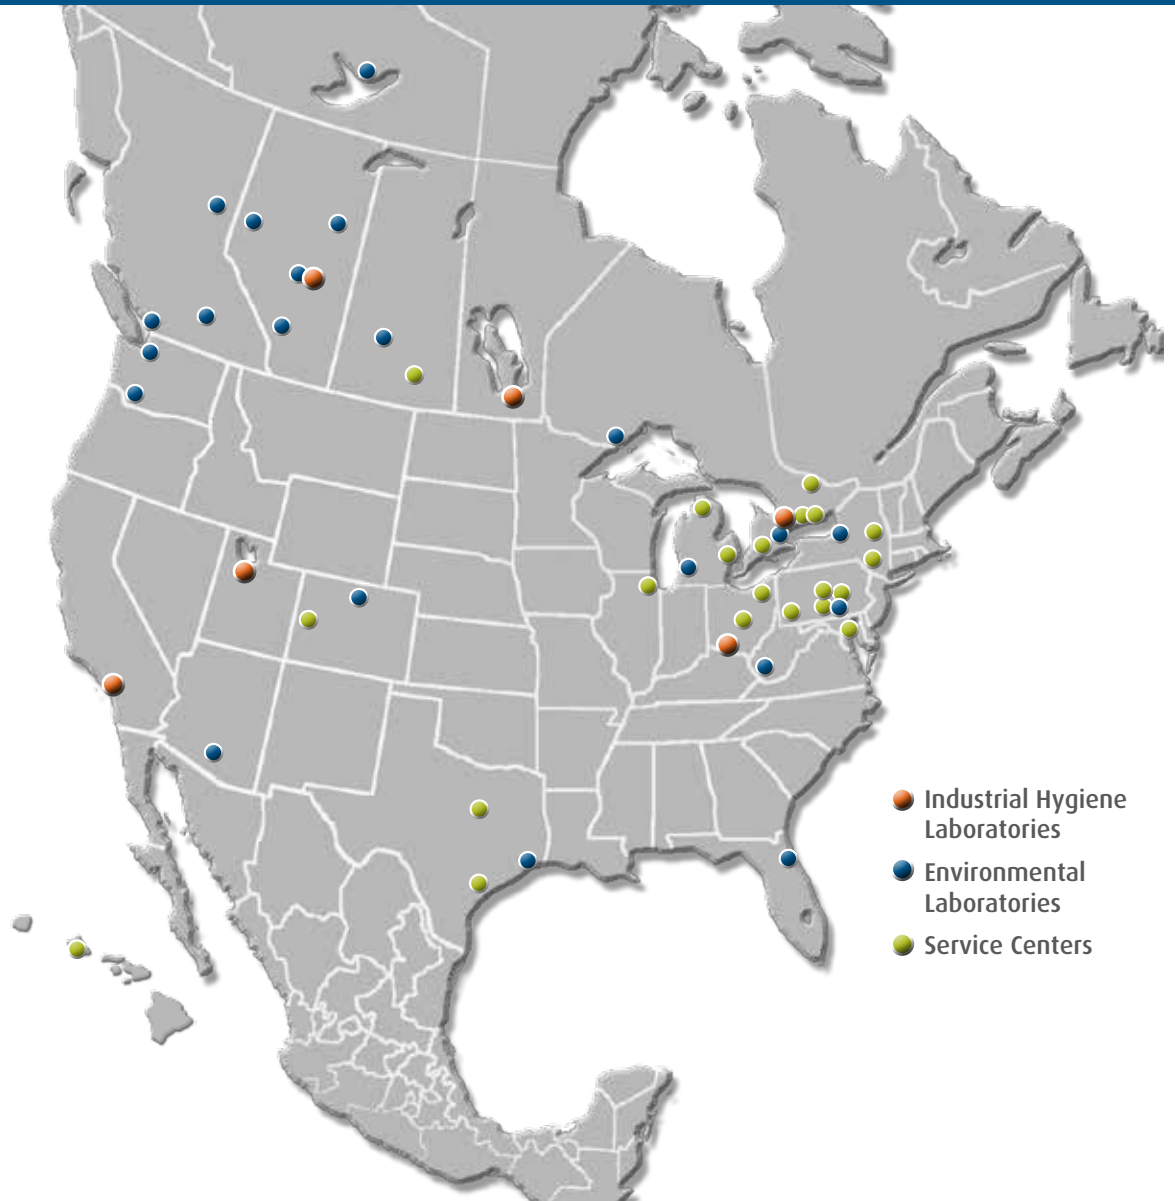 Industrial Hygiene
Laboratories
Environmental
Laboratories
Service Centers